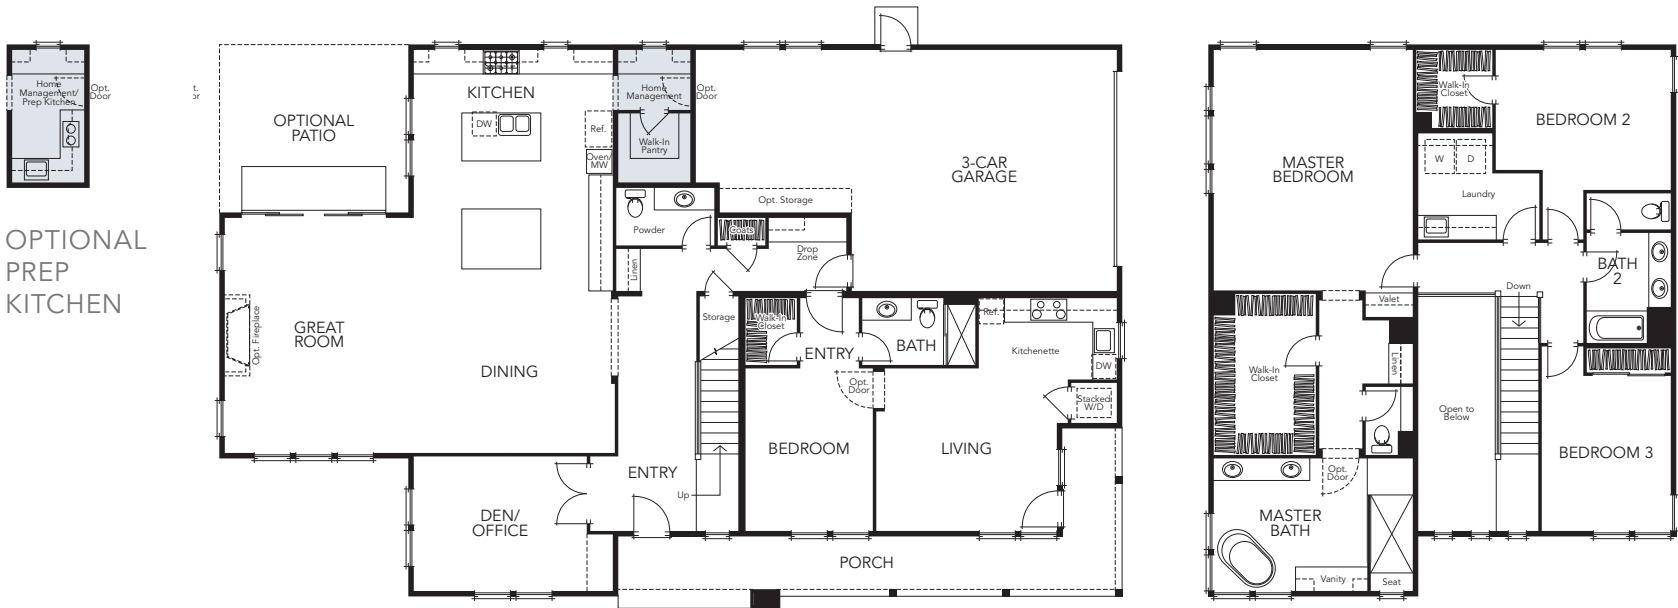 Home
Management/
Prep Kitchen
Opt.
Door
OPTIONAL
PREP
KITCHEN
t.
or
OPTIONAL
PATIO
KITCHEN
DW
Ref.
Oven/
MW
Home
Management
Opt.
Door
Walk-In
Pantry
3-CAR
GARAGE
Opt. Storage
Powder
Coats
Drop
Zone
Linen
Opt. Fireplace
GREAT
ROOM
DINING
Storage
Walk-In
Closet
ENTRY
BATH
Ref.
Kitchenette
DW
Opt.
Door
Stacked
W/D
BEDROOM
LIVING
ENTRY
Up
DEN/
OFFICE
PORCH
MASTER
BEDROOM
Walk-In
Closet
BEDROOM 2
W
D
Laundry
BATH
2
Down
Valet
Walk-In
Closet
Linen
Open to
Below
BEDROOM 3
Opt.
Door
MASTER
BATH
Vanity
Seat